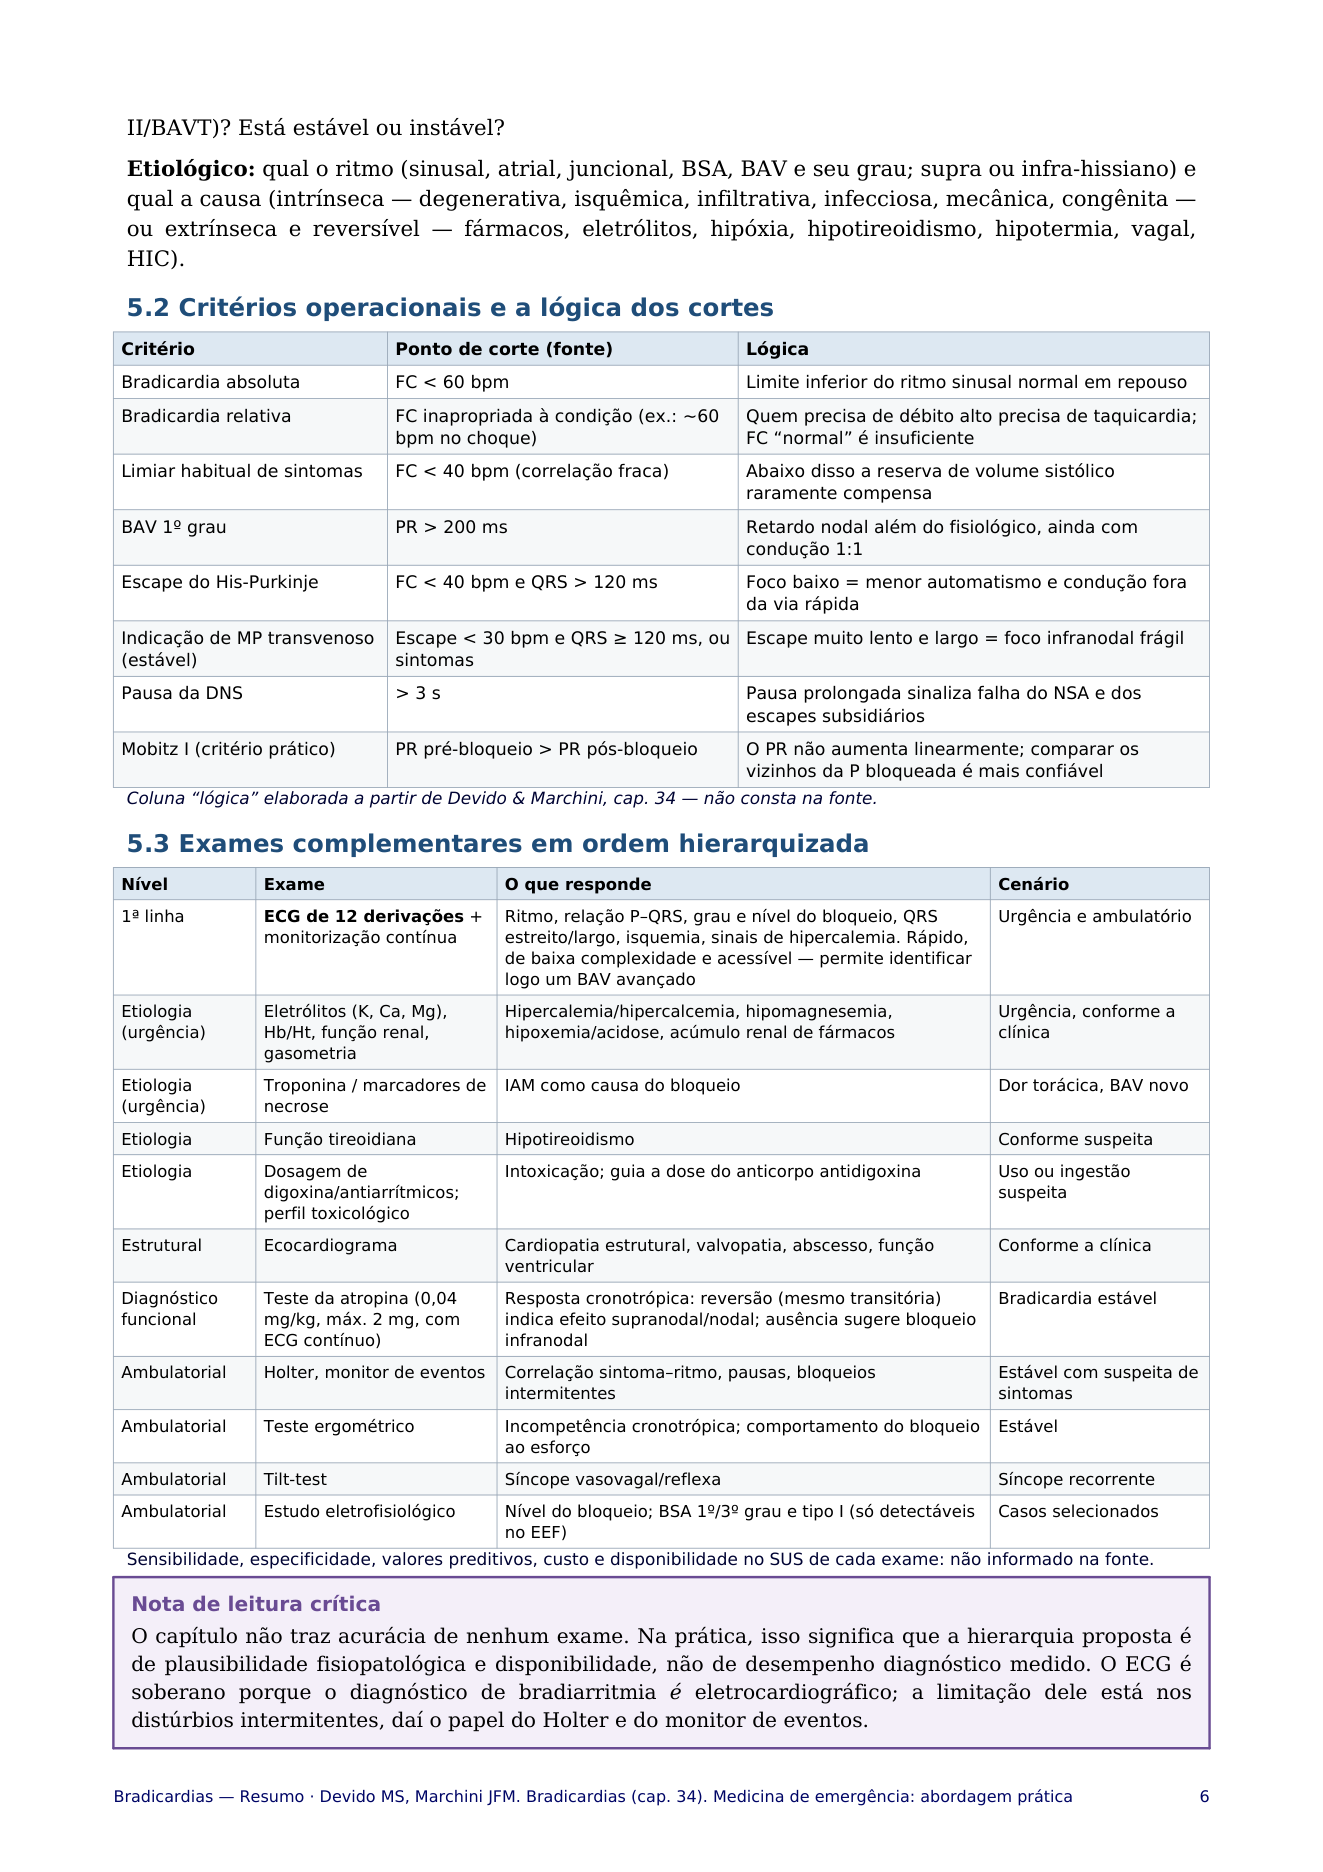 II/BAVT)? Está estável ou instável?
Etiológico: qual o ritmo (sinusal, atrial, juncional, BSA, BAV e seu grau; supra ou infra-hissiano) e
qual a causa (intrínseca — degenerativa, isquêmica, infiltrativa, infecciosa, mecânica, congênita —
ou extrínseca e reversível — fármacos, eletrólitos, hipóxia, hipotireoidismo, hipotermia, vagal,
HIC).
5.2 Critérios operacionais e a lógica dos cortes
Critério Ponto de corte (fonte) Lógica
Bradicardia absoluta FC < 60 bpm Limite inferior do ritmo sinusal normal em repouso
Bradicardia relativa FC inapropriada à condição (ex.: ~60 Quem precisa de débito alto precisa de taquicardia;
bpm no choque) FC “normal” é insuficiente
Limiar habitual de sintomas FC < 40 bpm (correlação fraca) Abaixo disso a reserva de volume sistólico
raramente compensa
BAV 1º grau PR > 200 ms Retardo nodal além do fisiológico, ainda com
condução 1:1
Escape do His-Purkinje FC < 40 bpm e QRS > 120 ms Foco baixo = menor automatismo e condução fora
da via rápida
Indicação de MP transvenoso Escape < 30 bpm e QRS ≥ 120 ms, ou Escape muito lento e largo = foco infranodal frágil
(estável) sintomas
Pausa da DNS > 3 s Pausa prolongada sinaliza falha do NSA e dos
escapes subsidiários
Mobitz I (critério prático) PR pré-bloqueio > PR pós-bloqueio O PR não aumenta linearmente; comparar os
vizinhos da P bloqueada é mais confiável
Coluna “lógica” elaborada a partir de Devido & Marchini, cap. 34 — não consta na fonte.
5.3 Exames complementares em ordem hierarquizada
Nível Exame O que responde Cenário
1ª linha ECG de 12 derivações + Ritmo, relação P–QRS, grau e nível do bloqueio, QRS Urgência e ambulatório
monitorização contínua estreito/largo, isquemia, sinais de hipercalemia. Rápido,
de baixa complexidade e acessível — permite identificar
logo um BAV avançado
Etiologia Eletrólitos (K, Ca, Mg), Hipercalemia/hipercalcemia, hipomagnesemia, Urgência, conforme a
(urgência) Hb/Ht, função renal, hipoxemia/acidose, acúmulo renal de fármacos clínica
gasometria
Etiologia Troponina / marcadores de IAM como causa do bloqueio Dor torácica, BAV novo
(urgência) necrose
Etiologia Função tireoidiana Hipotireoidismo Conforme suspeita
Etiologia Dosagem de Intoxicação; guia a dose do anticorpo antidigoxina Uso ou ingestão
digoxina/antiarrítmicos; suspeita
perfil toxicológico
Estrutural Ecocardiograma Cardiopatia estrutural, valvopatia, abscesso, função Conforme a clínica
ventricular
Diagnóstico Teste da atropina (0,04 Resposta cronotrópica: reversão (mesmo transitória) Bradicardia estável
funcional mg/kg, máx. 2 mg, com indica efeito supranodal/nodal; ausência sugere bloqueio
ECG contínuo) infranodal
Ambulatorial Holter, monitor de eventos Correlação sintoma–ritmo, pausas, bloqueios Estável com suspeita de
intermitentes sintomas
Ambulatorial Teste ergométrico Incompetência cronotrópica; comportamento do bloqueio Estável
ao esforço
Ambulatorial Tilt-test Síncope vasovagal/reflexa Síncope recorrente
Ambulatorial Estudo eletrofisiológico Nível do bloqueio; BSA 1º/3º grau e tipo I (só detectáveis Casos selecionados
no EEF)
Sensibilidade, especificidade, valores preditivos, custo e disponibilidade no SUS de cada exame: não informado na fonte.
Nota de leitura crítica
O capítulo não traz acurácia de nenhum exame. Na prática, isso significa que a hierarquia proposta é
de plausibilidade fisiopatológica e disponibilidade, não de desempenho diagnóstico medido. O ECG é
soberano porque o diagnóstico de bradiarritmia é eletrocardiográfico; a limitação dele está nos
distúrbios intermitentes, daí o papel do Holter e do monitor de eventos.
Bradicardias — Resumo · Devido MS, Marchini JFM. Bradicardias (cap. 34). Medicina de emergência: abordagem prática 6